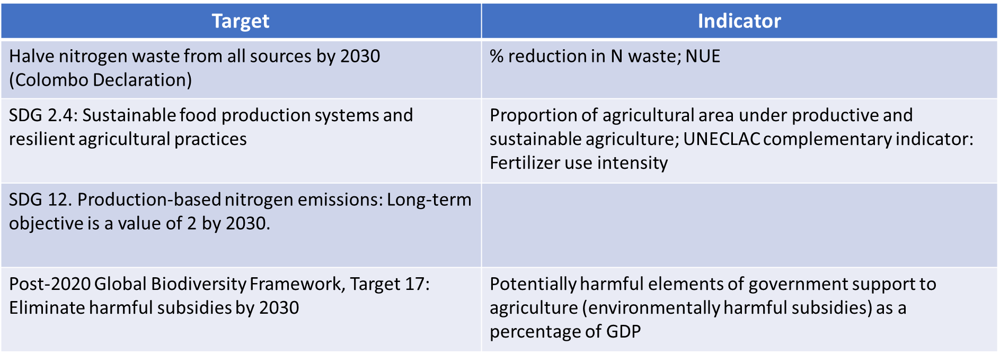 Target
Indicator
Halve nitrogen waste from all sources by 2030
(Colombo Declaration)
% reduction in N waste; NUE
SDG 2.4: Sustainable food production systems and
resilient agricultural practices
Proportion of agricultural area under productive and
sustainable agriculture; UNECLAC complementary indicator:
Fertilizer use intensity
SDG 12. Production-based nitrogen emissions: Long-term
objective is a value of 2 by 2030.
Post-2020 Global Biodiversity Framework, Target 17:
Eliminate harmful subsidies by 2030
Potentially harmful elements of government support to
agriculture (environmentally harmful subsidies) as a
percentage of GDP